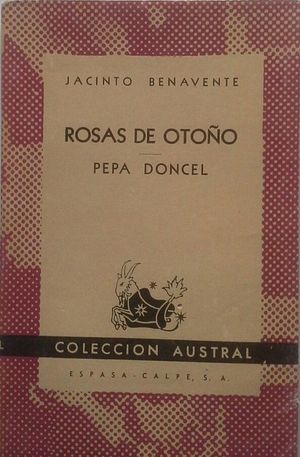 JACINTO BENAVENTE
ROSAS DE OTOÑO
PEPA DONCEL
COLECCION AUSTRAL
ESPASA-CALPE, S. A.